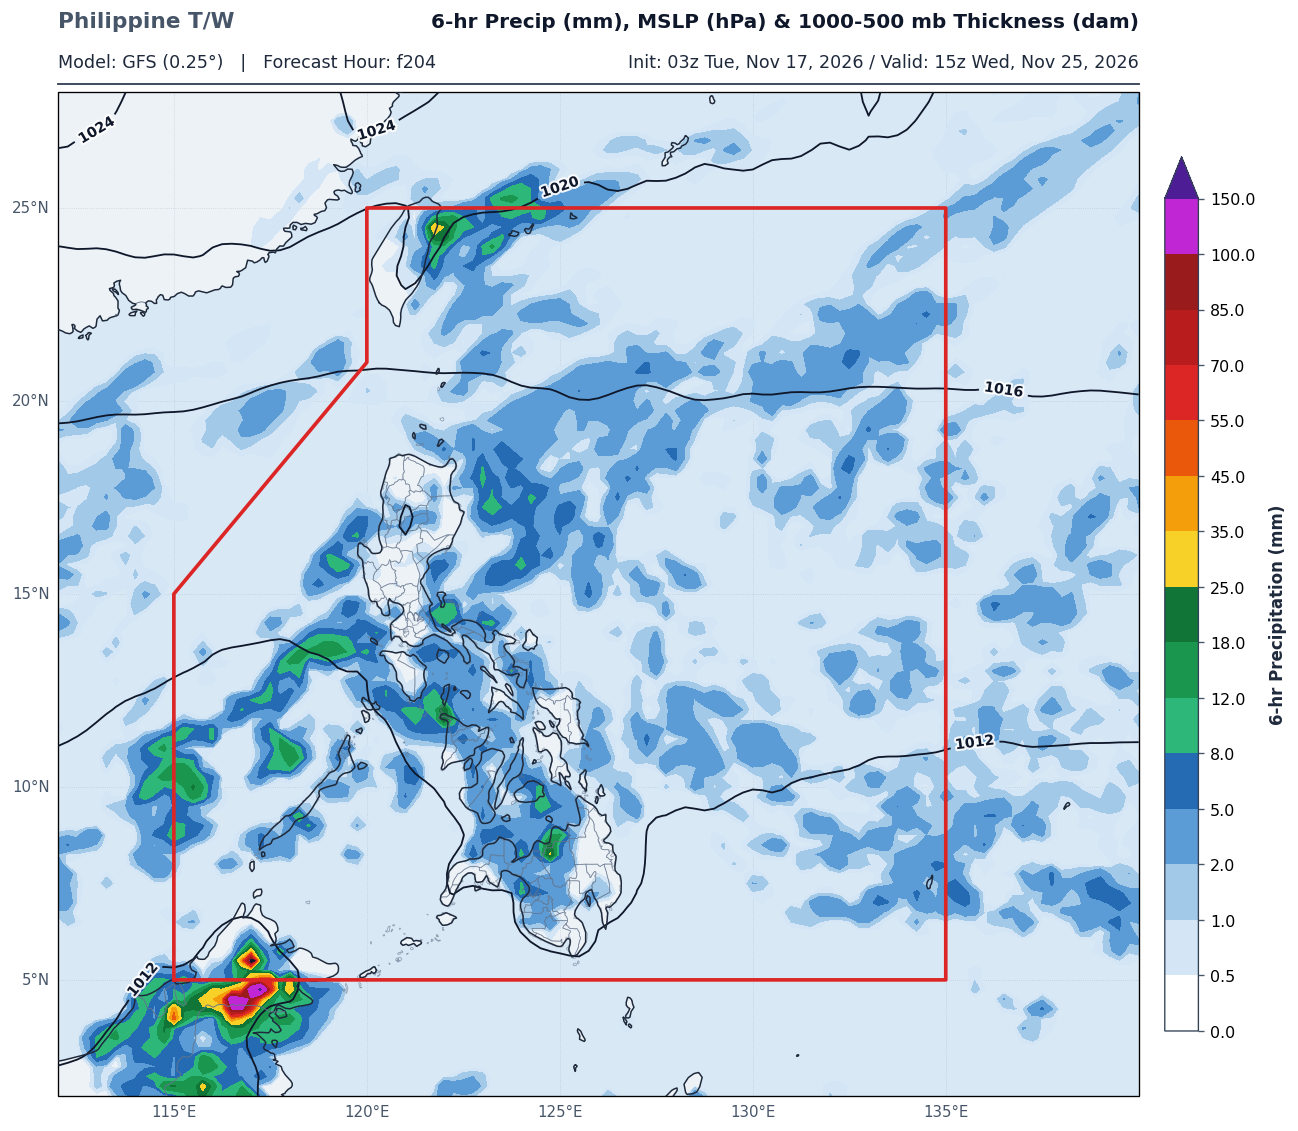 Philippine T/W
6-hr Precip (mm), MSLP (hPa) & 1000-500 mb Thickness (dam)
Model: GFS (0.25°) | Forecast Hour: f204
Init: 03z Tue, Nov 17, 2026 / Valid: 15z Wed, Nov 25, 2026
1024
1024
1020
1016
1012
1012
25°N
20°N
15°N
10°N
5°N
115°E
120°E
125°E
130°E
135°E
150.0
100.0
85.0
70.0
55.0
45.0
35.0
25.0
18.0
12.0
8.0
5.0
2.0
1.0
0.5
0.0
6-hr Precipitation (mm)